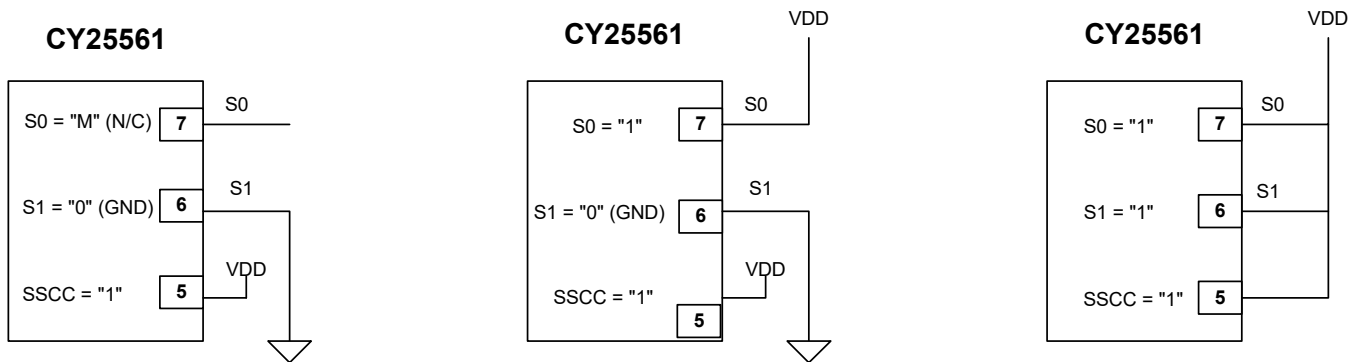 CY25561
S0 = "M" (N/C) 7 S0
S1 = "0" (GND) 6 S1
SSCC = "1" 5 VDD
CY25561
VDD
S0 = "1" 7 S0
S1 = "0" (GND) 6 S1
SSCC = "1" 5 VDD
CY25561
VDD
S0 = "1" 7 S0
S1 = "1" 6 S1
SSCC = "1" 5